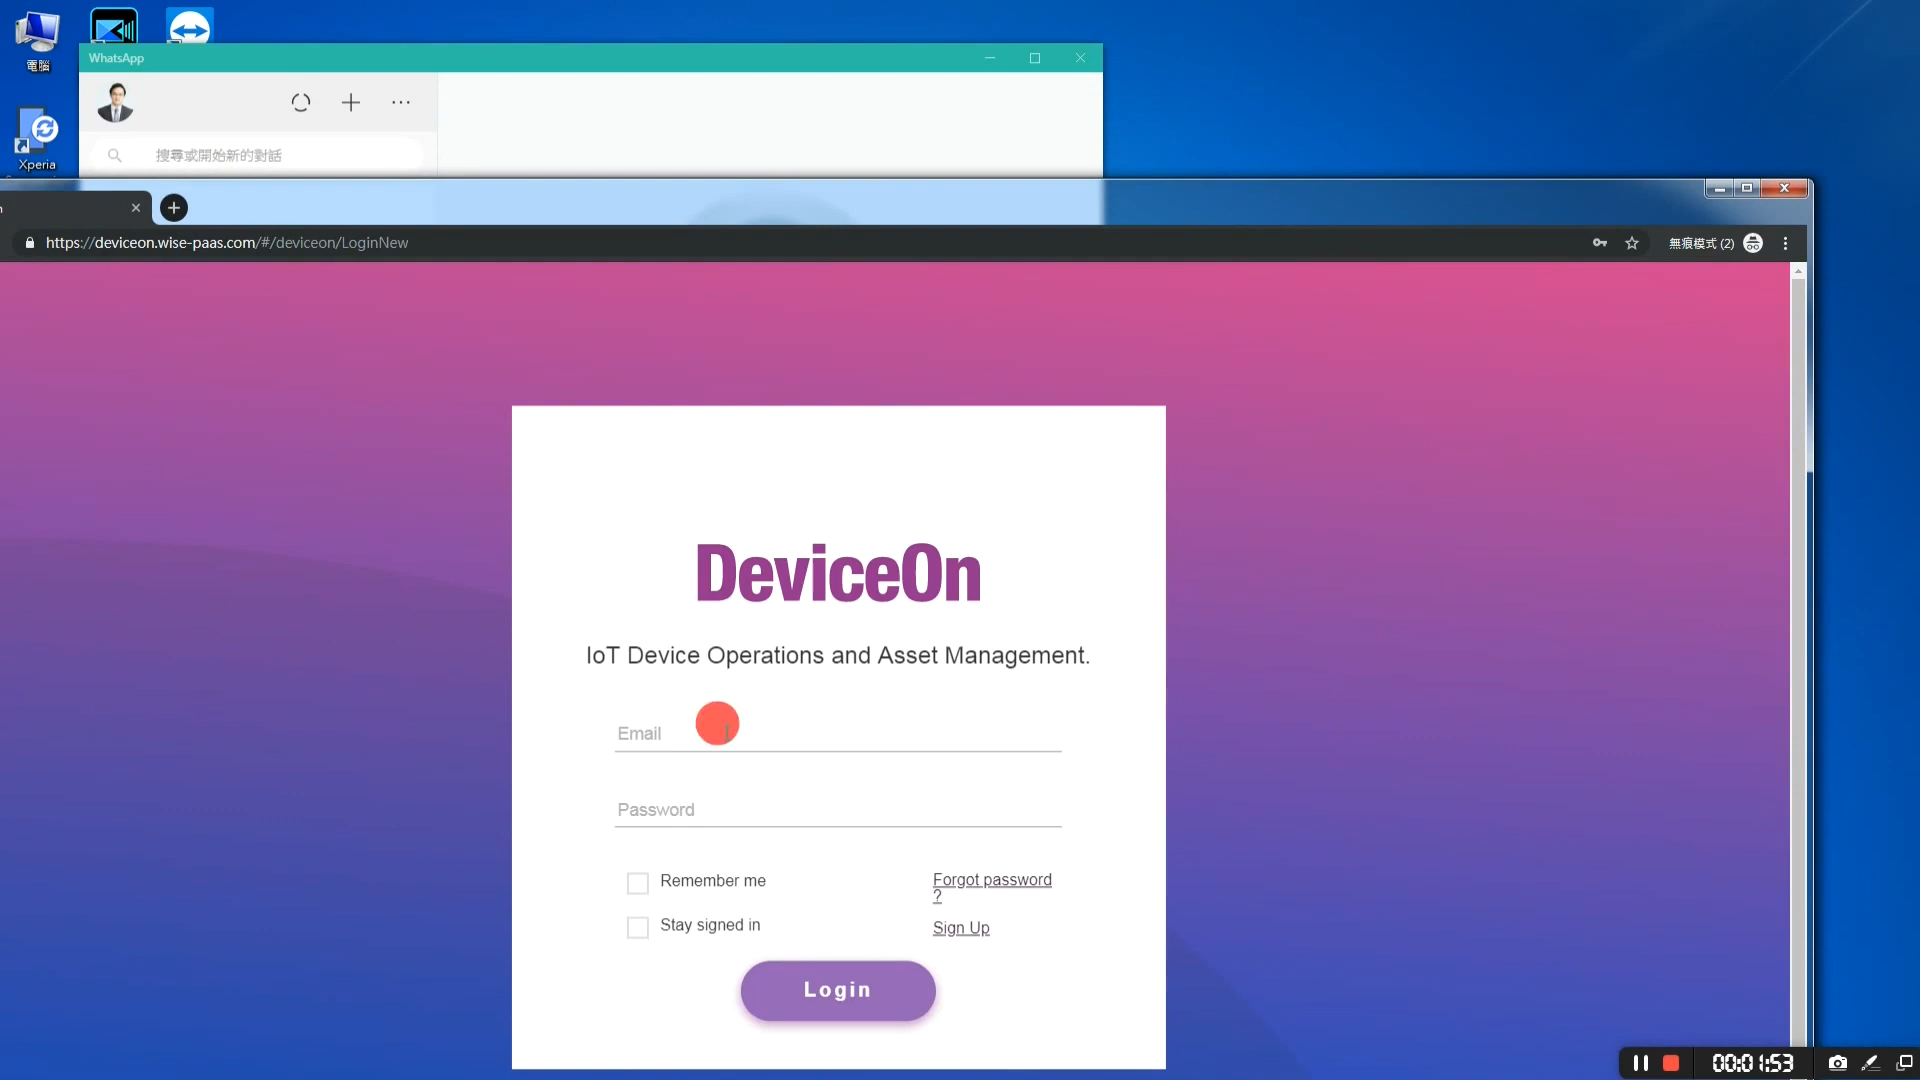 電腦
WhatsApp
Xperia
搜尋或開始新的對話
https://deviceon.wise-paas.com/#/deviceon/LoginNew
無痕模式 (2)
DeviceOn
IoT Device Operations and Asset Management.
Email
Password
Remember me
Forgot password
?
Stay signed in
Sign Up
Login
00:01:53